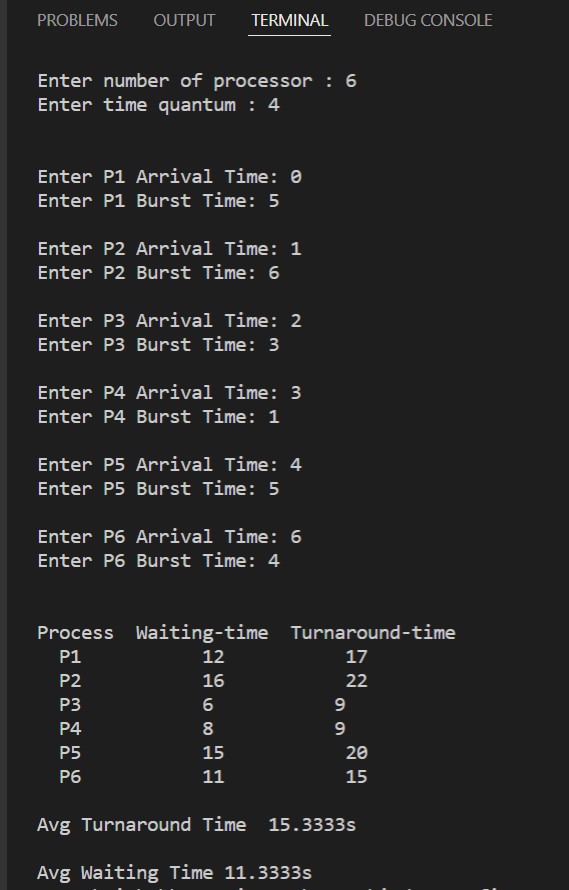 PROBLEMS OUTPUT TERMINAL DEBUG CONSOLE
Enter number of processor : 6
Enter time quantum : 4
Enter P1 Arrival Time: 0
Enter P1 Burst Time: 5
Enter P2 Arrival Time: 1
Enter P2 Burst Time: 6
Enter P3 Arrival Time: 2
Enter P3 Burst Time: 3
Enter P4 Arrival Time: 3
Enter P4 Burst Time: 1
Enter P5 Arrival Time: 4
Enter P5 Burst Time: 5
Enter P6 Arrival Time: 6
Enter P6 Burst Time: 4
Process Waiting-time Turnaround-time
P1 12 17
P2 16 22
P3 6 9
P4 8 9
P5 15 20
P6 11 15
Avg Turnaround Time 15.3333s
Avg Waiting Time 11.3333s